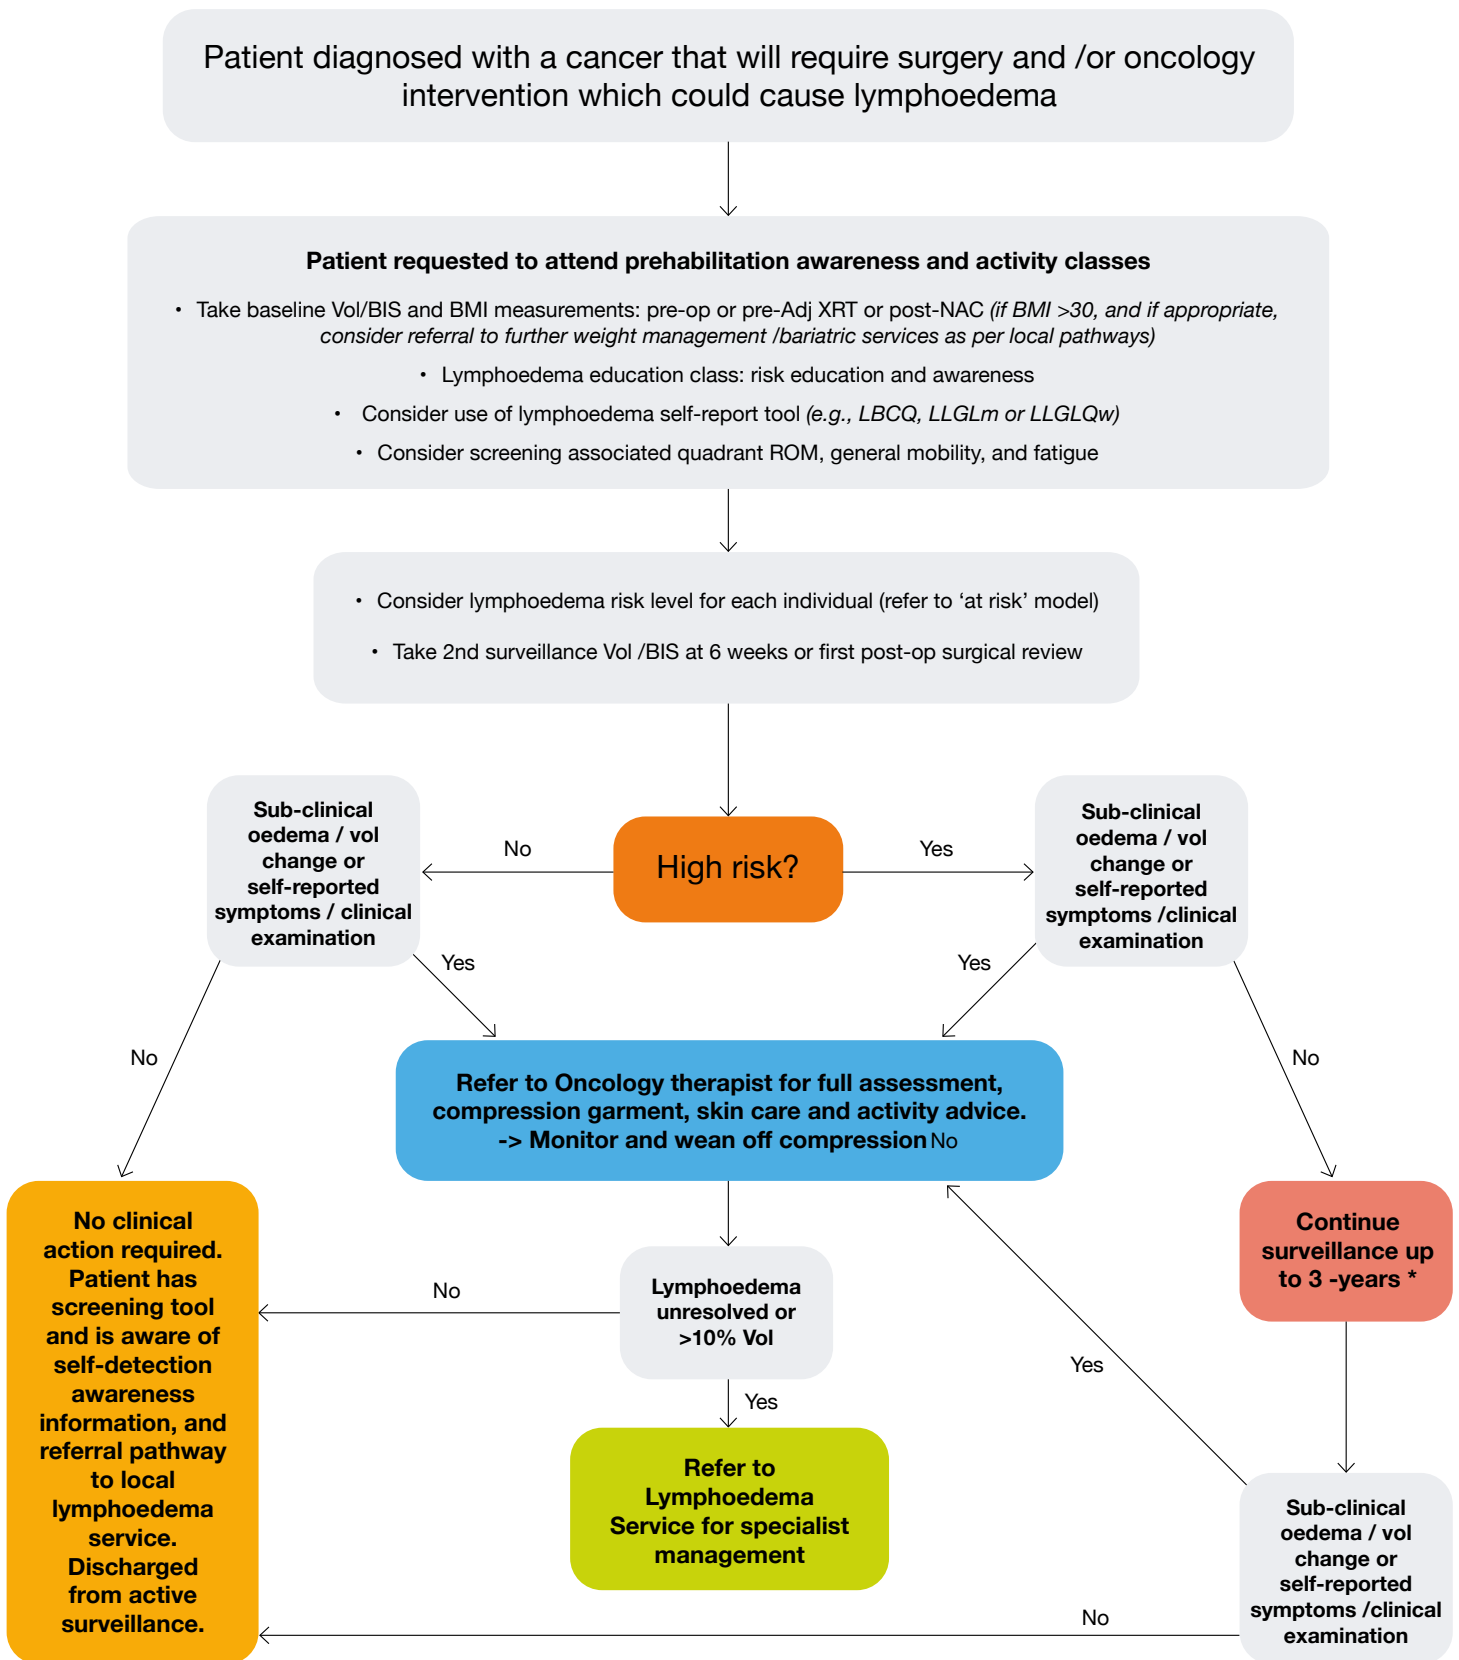 Patient diagnosed with a cancer that will require surgery and /or oncology
intervention which could cause lymphoedema
Patient requested to attend prehabilitation awareness and activity classes
• Take baseline Vol/BIS and BMI measurements: pre-op or pre-Adj XRT or post-NAC (if BMI >30, and if appropriate,
consider referral to further weight management /bariatric services as per local pathways)
• Lymphoedema education class: risk education and awareness
• Consider use of lymphoedema self-report tool (e.g., LBCQ, LLGLm or LLGLQw)
• Consider screening associated quadrant ROM, general mobility, and fatigue
• Consider lymphoedema risk level for each individual (refer to ‘at risk’ model)
• Take 2nd surveillance Vol /BIS at 6 weeks or first post-op surgical review
Sub-clinical
oedema / vol
change or
self-reported
symptoms / clinical
examination
No
High risk?
Yes
Sub-clinical
oedema / vol
change or
self-reported
symptoms /clinical
examination
Yes
Yes
No
No
Refer to Oncology therapist for full assessment,
compression garment, skin care and activity advice.
-> Monitor and wean off compression No
No clinical
action required.
Patient has
screening tool
and is aware of
self-detection
awareness
information, and
referral pathway
to local
lymphoedema
service.
Discharged
from active
surveillance.
No
Lymphoedema
unresolved or
>10% Vol
Yes
Continue
surveillance up
to 3 -years *
Yes
Refer to
Lymphoedema
Service for specialist
management
Sub-clinical
oedema / vol
change or
self-reported
symptoms /clinical
examination
No